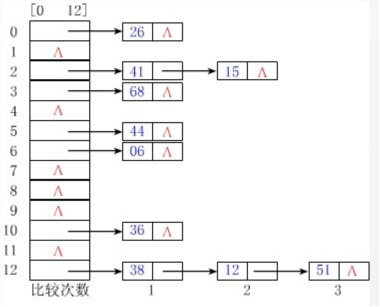 [0 12]
0 26 Λ
1 Λ
2 41 15 Λ
3 68 Λ
4 Λ
5 44 Λ
6 06 Λ
7 Λ
8 Λ
9 Λ
10 36 Λ
11 Λ
12 38 12 51 Λ
比较次数 1 2 3